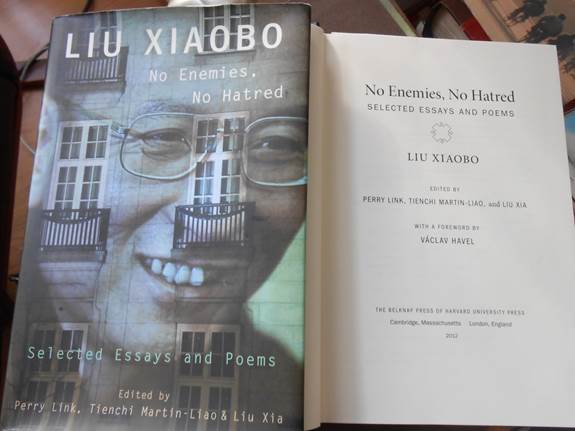 LIU XIAOBO
No Enemies,
No Hatred
Selected Essays and Poems
Edited by
Perry Link, Tienchi Martin-Liao & Liu Xia
No Enemies, No Hatred
SELECTED ESSAYS AND POEMS
LIU XIAOBO
EDITED BY
PERRY LINK, TIENCHI MARTIN-LIAO, and LIU XIA
WITH A FOREWORD BY
VÁCLAV HAVEL
THE BELKNAP PRESS OF HARVARD UNIVERSITY PRESS
Cambridge, Massachusetts London, England
2012